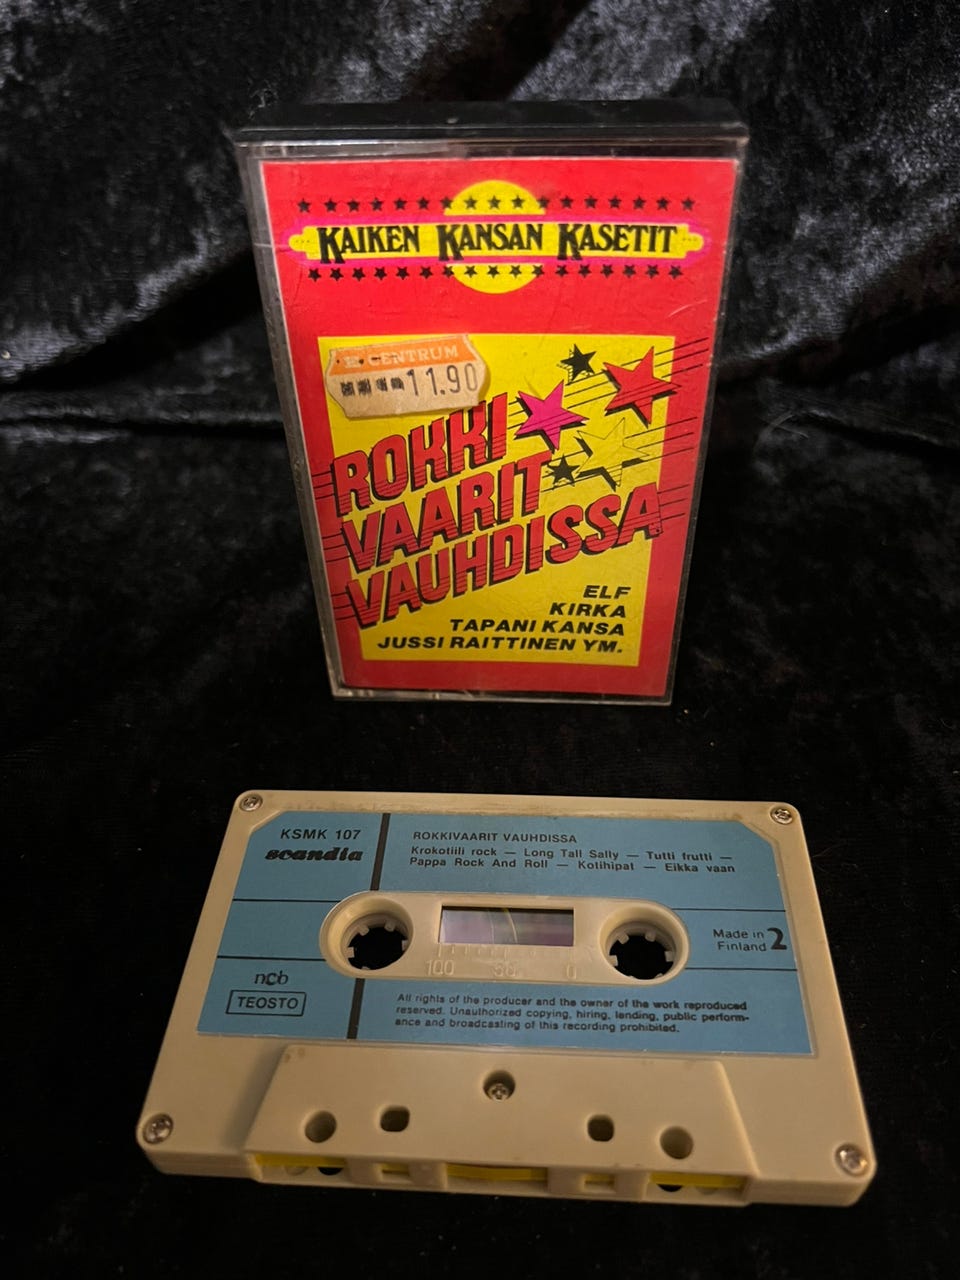 KAIKEN KANSAN KASETIT
CENTRUM
11.90
ROKKI
VAARIT
VAUHDISSA
ELF
KIRKA
TAPANI KANSA
JUSSI RAITTINEN YM.
KSMK 107
scandia
ROKKIVAARIT VAUHDISSA
Krokotiili rock — Long Tall Sally — Tutti frutti —
Pappa Rock And Roll — Kotihipat — Eikka vaan
Made in
Finland 2
100 50 0
ncb
TEOSTO
All rights of the producer and the owner of the work reproduced
reserved. Unauthorized copying, hiring, lending, public perform-
ance and broadcasting of this recording prohibited.